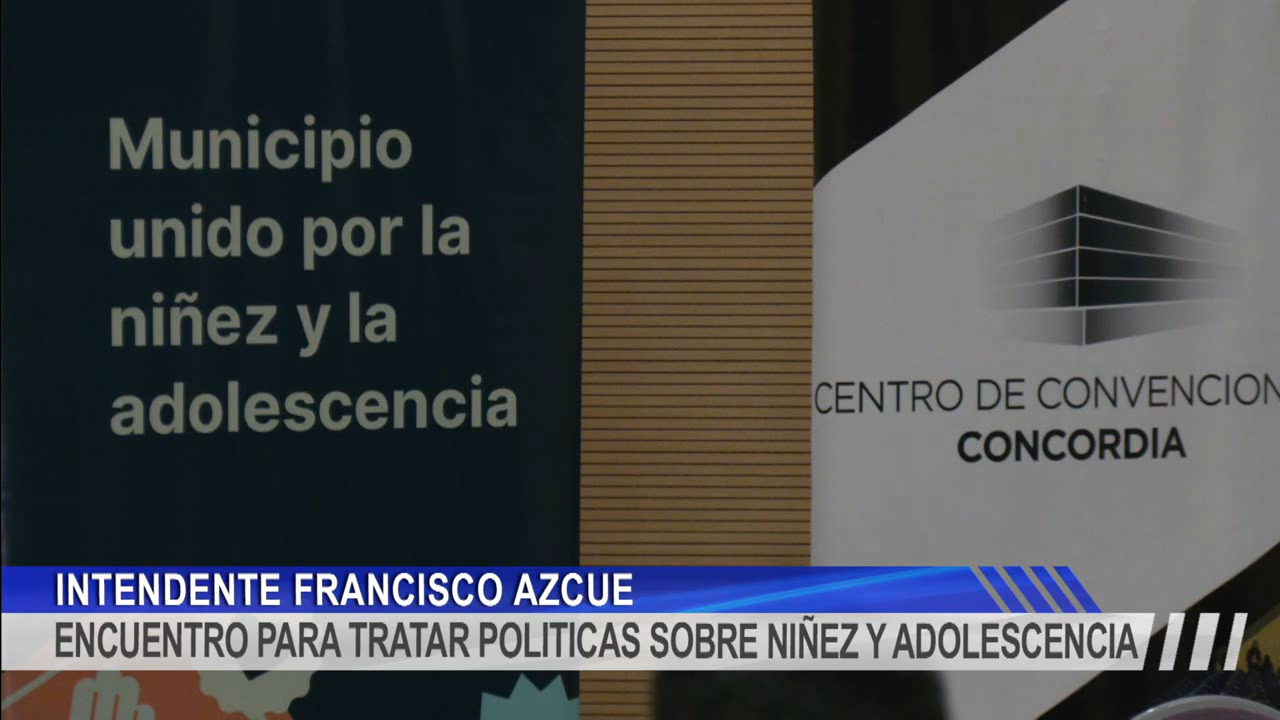 Municipio
unido por la
niñez y la
adolescencia
CENTRO DE CONVENCION
CONCORDIA
INTENDENTE FRANCISCO AZCUE
ENCUENTRO PARA TRATAR POLITICAS SOBRE NIÑEZ Y ADOLESCENCIA